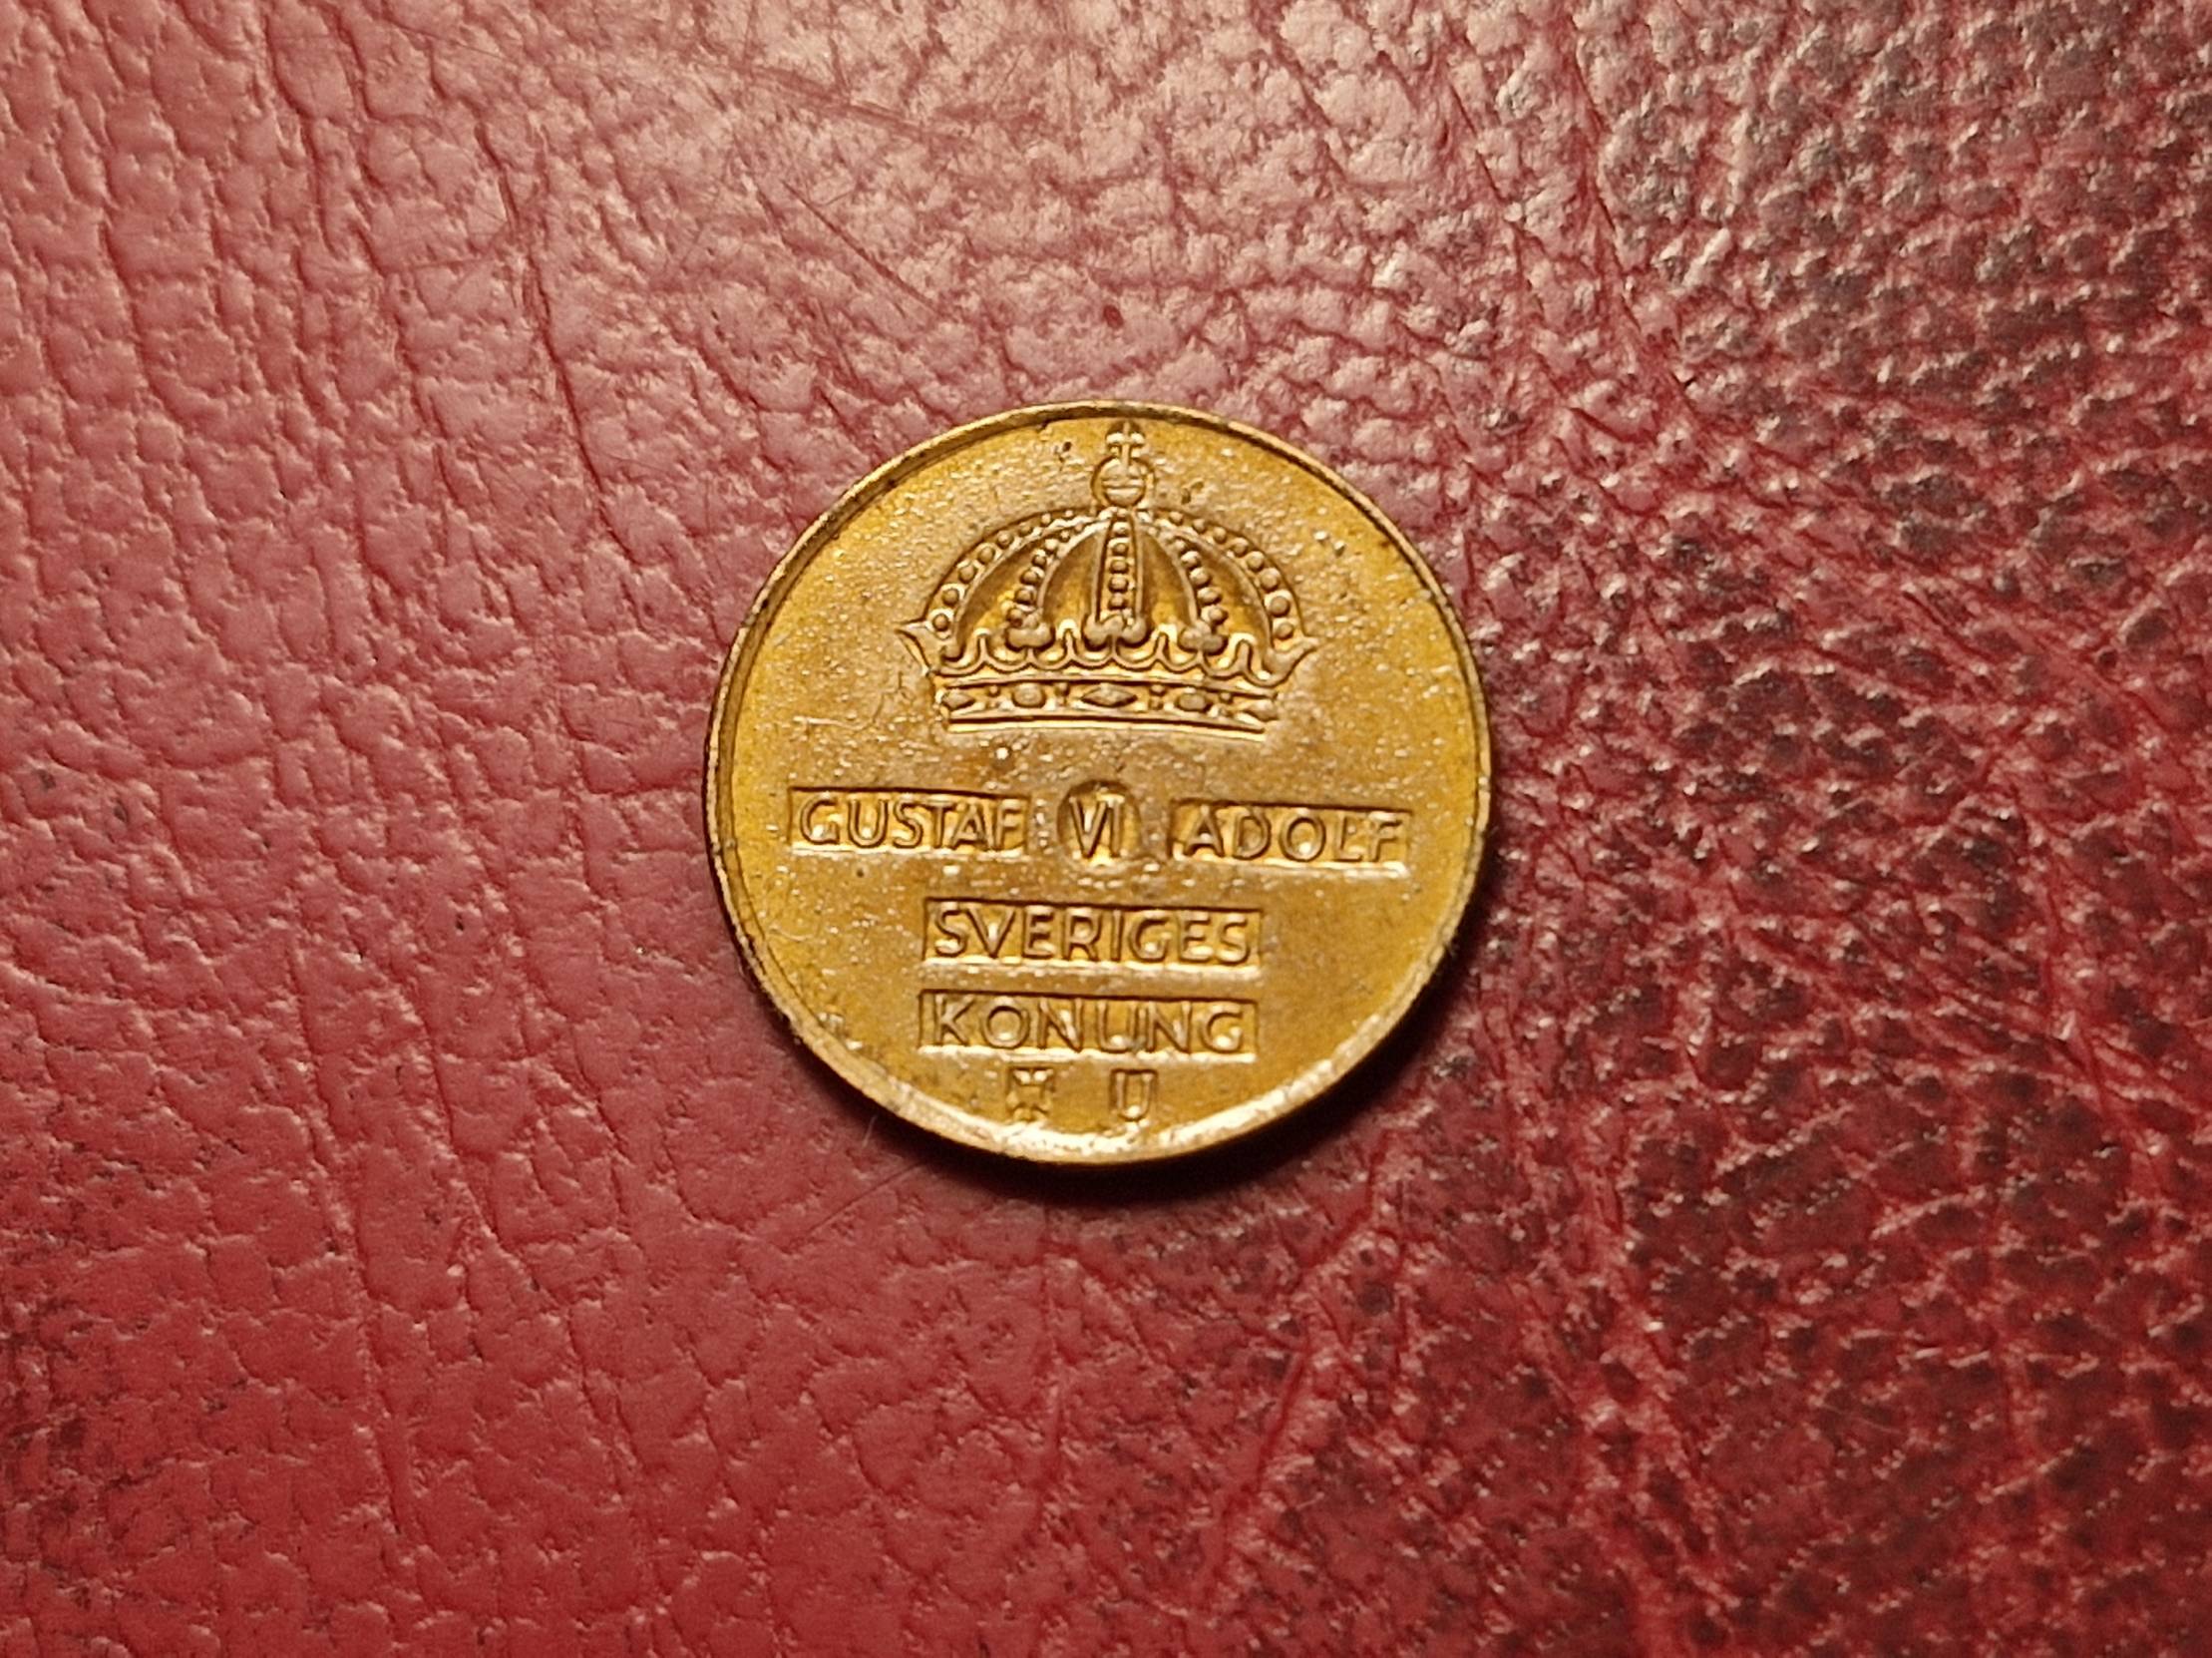 GUSTAF VI ADOLF
SVERIGES
KONUNG
U